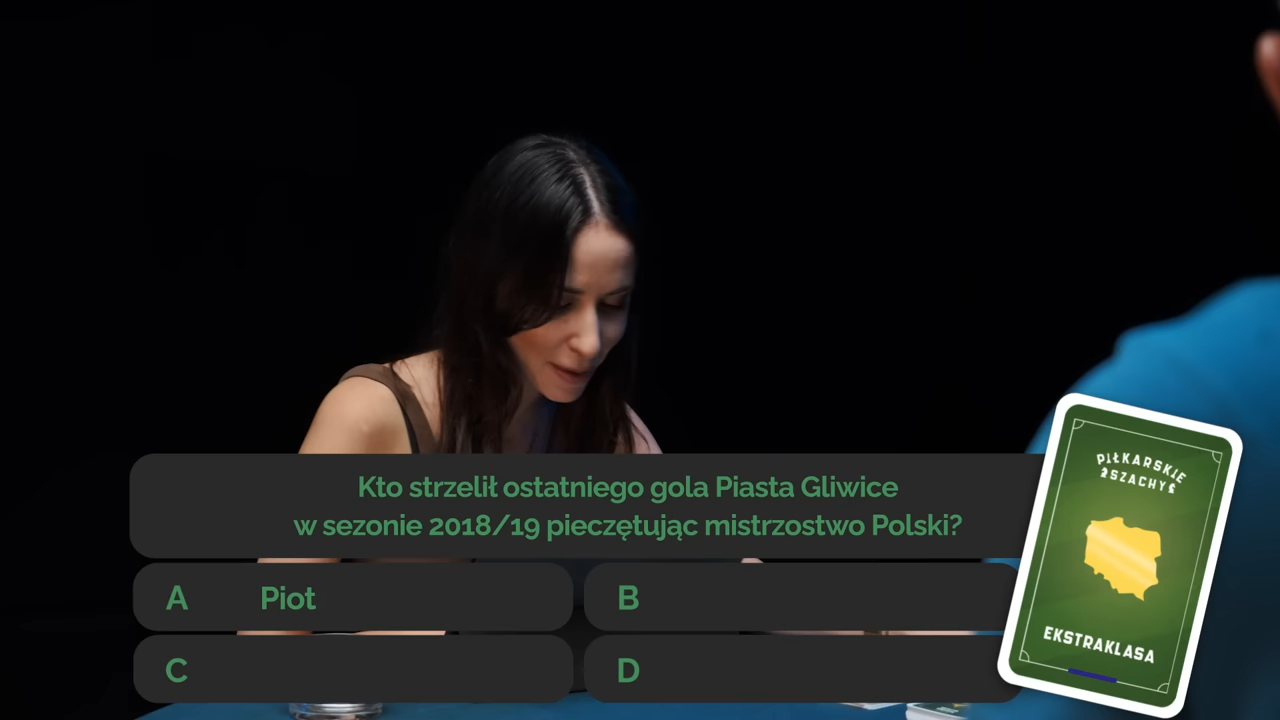 Kto strzelił ostatniego gola Piasta Gliwice
w sezonie 2018/19 pieczętując mistrzostwo Polski?
A Piot
B
C
D
PIŁKARSKIE
SZACHY
EKSTRAKLASA